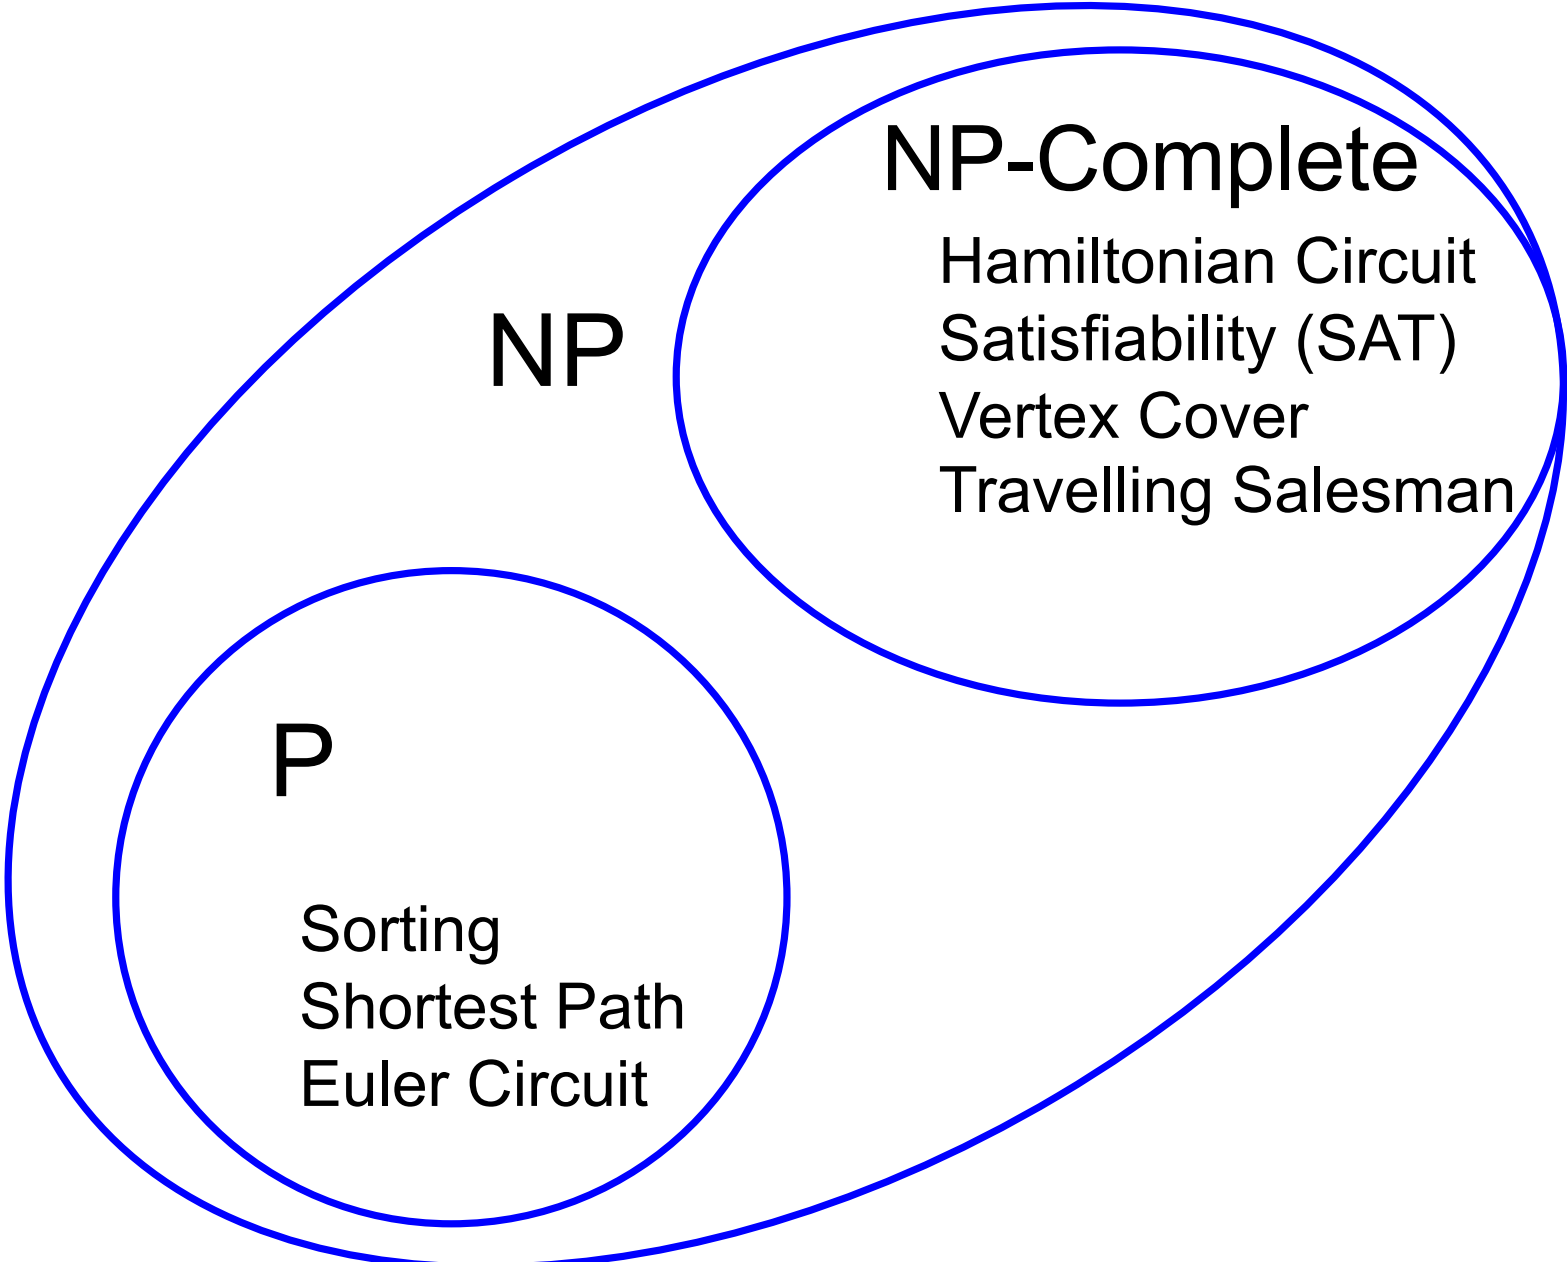 NP-Complete
Hamiltonian Circuit
Satisfiability (SAT)
Vertex Cover
Travelling Salesman
NP
P
Sorting
Shortest Path
Euler Circuit